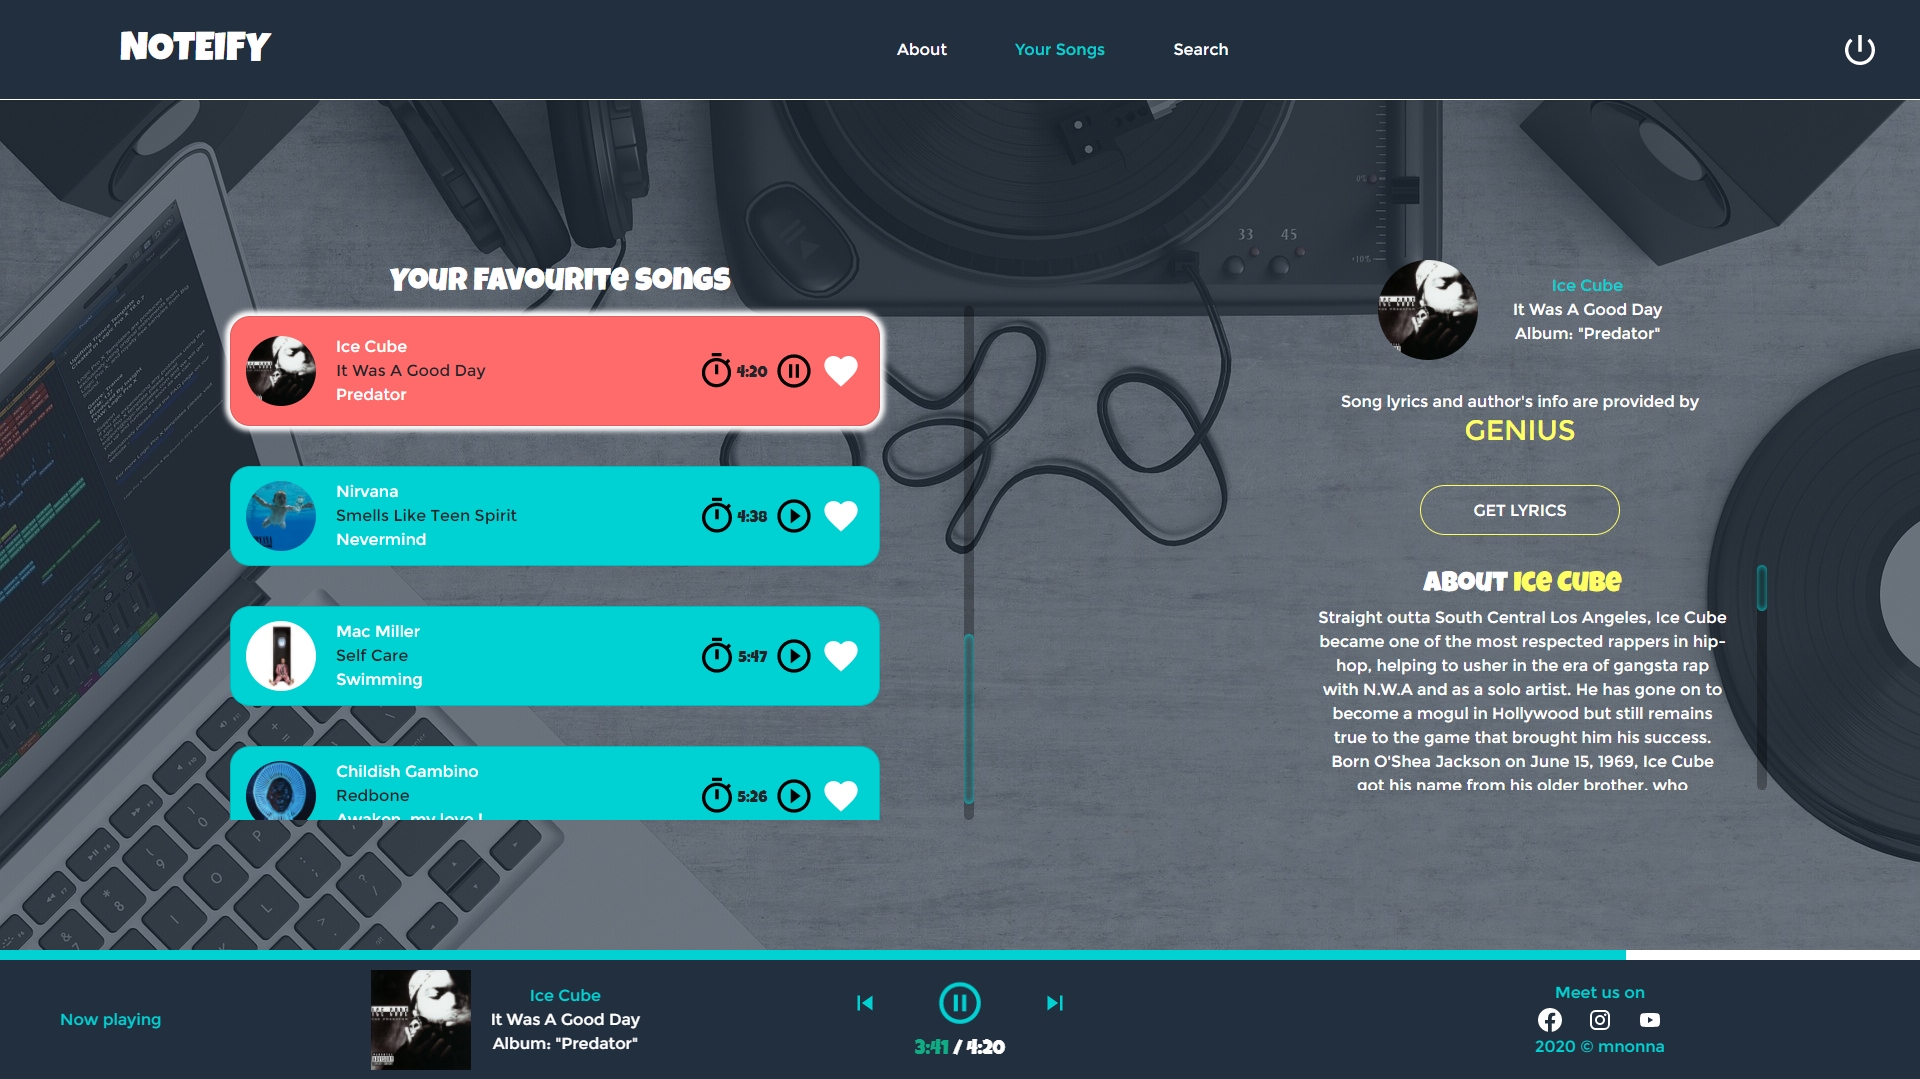 NOTEIFY
About
Your Songs
Search
33 45
0%
+10%
YOUR FAVOURITE SONGS
Ice Cube
It Was A Good Day
Predator
4:20
Nirvana
Smells Like Teen Spirit
Nevermind
4:38
Mac Miller
Self Care
Swimming
5:47
Childish Gambino
Redbone
Awaken, my love !
5:26
Ice Cube
It Was A Good Day
Album: "Predator"
Song lyrics and author's info are provided by
GENIUS
GET LYRICS
ABOUT ICE CUBE
Straight outta South Central Los Angeles, Ice Cube
became one of the most respected rappers in hip-
hop, helping to usher in the era of gangsta rap
with N.W.A and as a solo artist. He has gone on to
become a mogul in Hollywood but still remains
true to the game that brought him his success.
Born O'Shea Jackson on June 15, 1969, Ice Cube
got his name from his older brother, who
Now playing
Ice Cube
It Was A Good Day
Album: "Predator"
3:41 / 4:20
Meet us on
2020 © mnonna